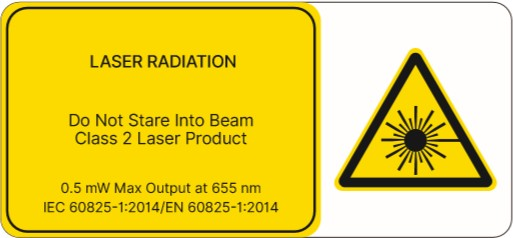 LASER RADIATION
Do Not Stare Into Beam
Class 2 Laser Product
0.5 mW Max Output at 655 nm
IEC 60825-1:2014/EN 60825-1:2014